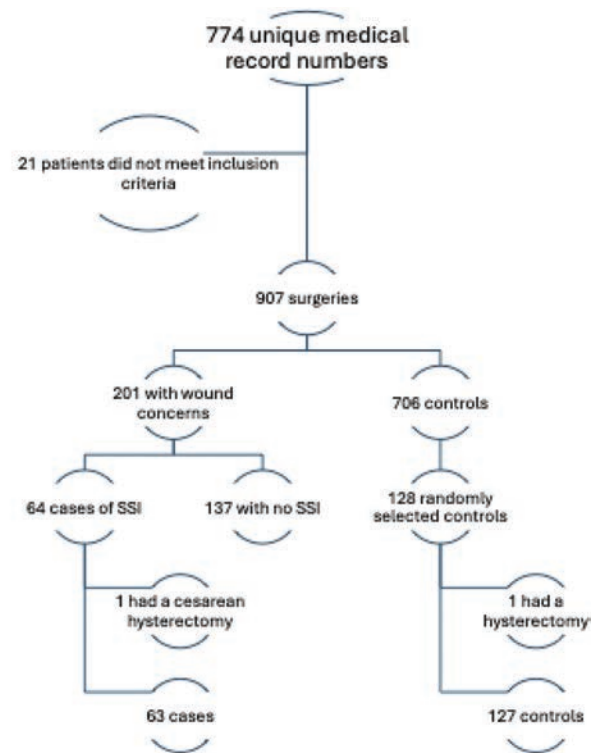 774 unique medical
record numbers
21 patients did not meet inclusion
criteria
907 surgeries
201 with wound
concerns
706 controls
64 cases of SSI
137 with no SSI
128 randomly
selected controls
1 had a cesarean
hysterectomy
1 had a
hysterectomy
63 cases
127 controls